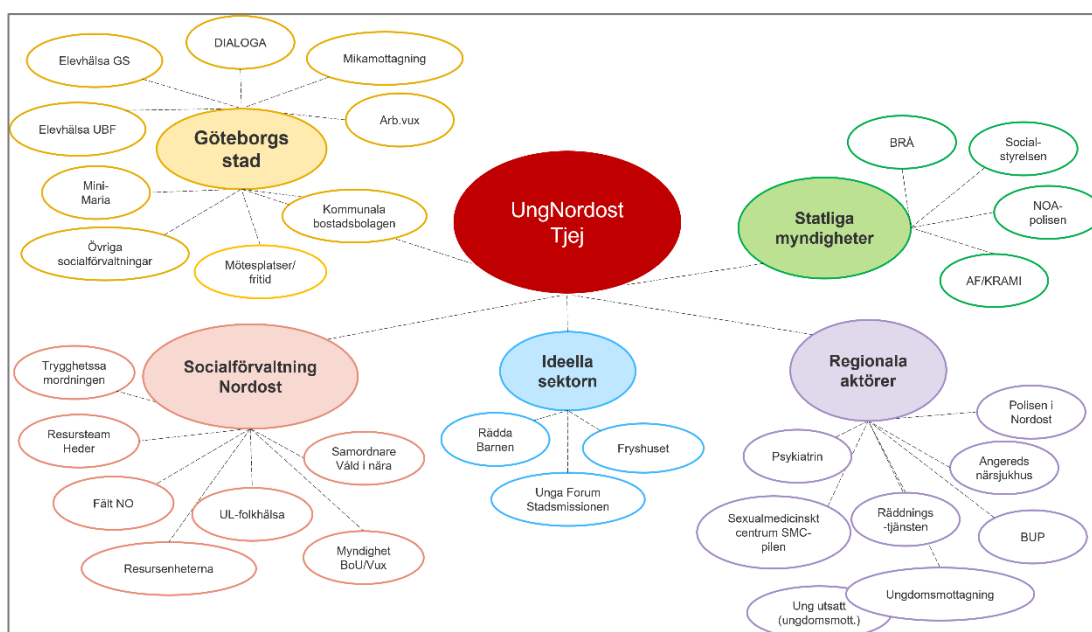 DIALOGA
Elevhälsa GS
Mikamottagning
Elevhälsa UBF
Arb.vux
Göteborgs
stad
Mini-
Maria
Kommunala
bostadsbolagen
Övriga
socialförvaltningar
Mötesplatser/
fritid
UngNordost
Tjej
BRÅ
Social-
styrelsen
NOA-
polisen
Statliga
myndigheter
AF/KRAMI
Socialförvaltning
Nordost
Trygghetssa
mordningen
Resursteam
Heder
Samordnare
Våld i nära
Fält NO
UL-folkhälsa
Resursenheterna
Myndighet
BoU/Vux
Ideella
sektorn
Rädda
Barnen
Fryshuset
Unga Forum
Stadsmissionen
Regionala
aktörer
Polisen i
Nordost
Psykiatrin
Angereds
närsjukhus
Sexualmedicinskt
centrum SMC-
pilen
Räddnings
-tjänsten
BUP
Ungdomsmottagning
Ung utsatt
(ungdomsmott.)